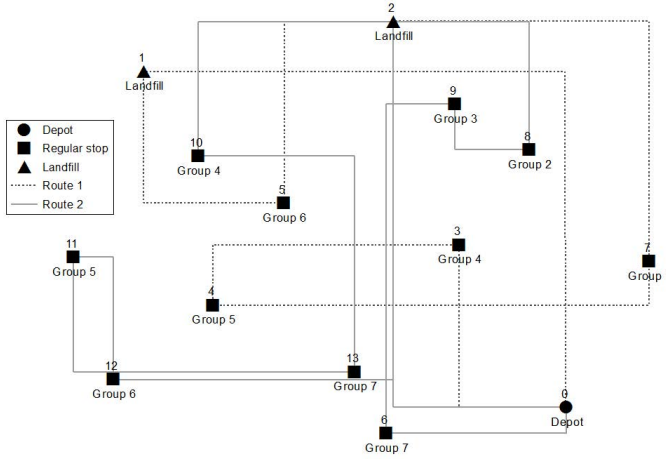 2
Landfill
1
Landfill
9
Group 3
8
Group 2
Depot
Regular stop
Landfill
Route 1
Route 2
10
Group 4
5
Group 6
11
Group 5
3
Group 4
7
Group
4
Group 5
12
Group 6
13
Group 7
0
Depot
6
Group 7